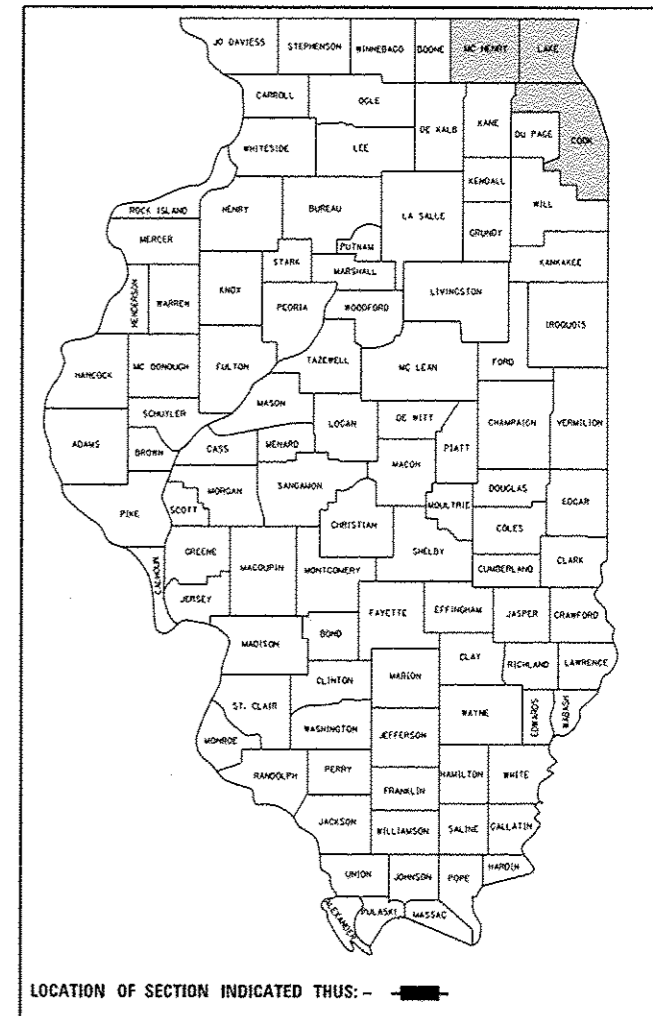 JO DAVIESS STEPHENSON WINNEBAGO BOONE MC HENRY LAKE
CARROLL OGLE DE KALB KANE DU PAGE COOK
WHITESIDE LEE
KENDALL
ROCK ISLAND HENRY BUREAU LA SALLE GRUNDY WILL
MERCER PUTNAM
STARK MARSHALL KANKAKEE
HENDERSON WARREN KNOX PEORIA WOODFORD LIVINGSTON IROQUOIS
HANCOCK MC DONOUGH FULTON TAZEWELL MC LEAN FORD
SCHUYLER MASON LOGAN DE WITT CHAMPAIGN VERMILION
ADAMS BROWN CASS MENARD MACON PIATT
PIKE SCOTT MORGAN SANGAMON CHRISTIAN MOULTRIE DOUGLAS EDGAR
COLES
CALHOUN GREENE MACOUPIN MONTGOMERY SHELBY CUMBERLAND CLARK
JERSEY FAYETTE EFFINGHAM JASPER CRAWFORD
MADISON BOND
CLINTON MARION CLAY RICHLAND LAWRENCE
ST. CLAIR WASHINGTON JEFFERSON WAYNE EDWARDS WABASH
MONROE
RANDOLPH PERRY FRANKLIN HAMILTON WHITE
JACKSON WILLIAMSON SALINE GALLATIN
UNION JOHNSON POPE HARDIN
ALEXANDER PULASKI MASSAC
LOCATION OF SECTION INDICATED THUS: -